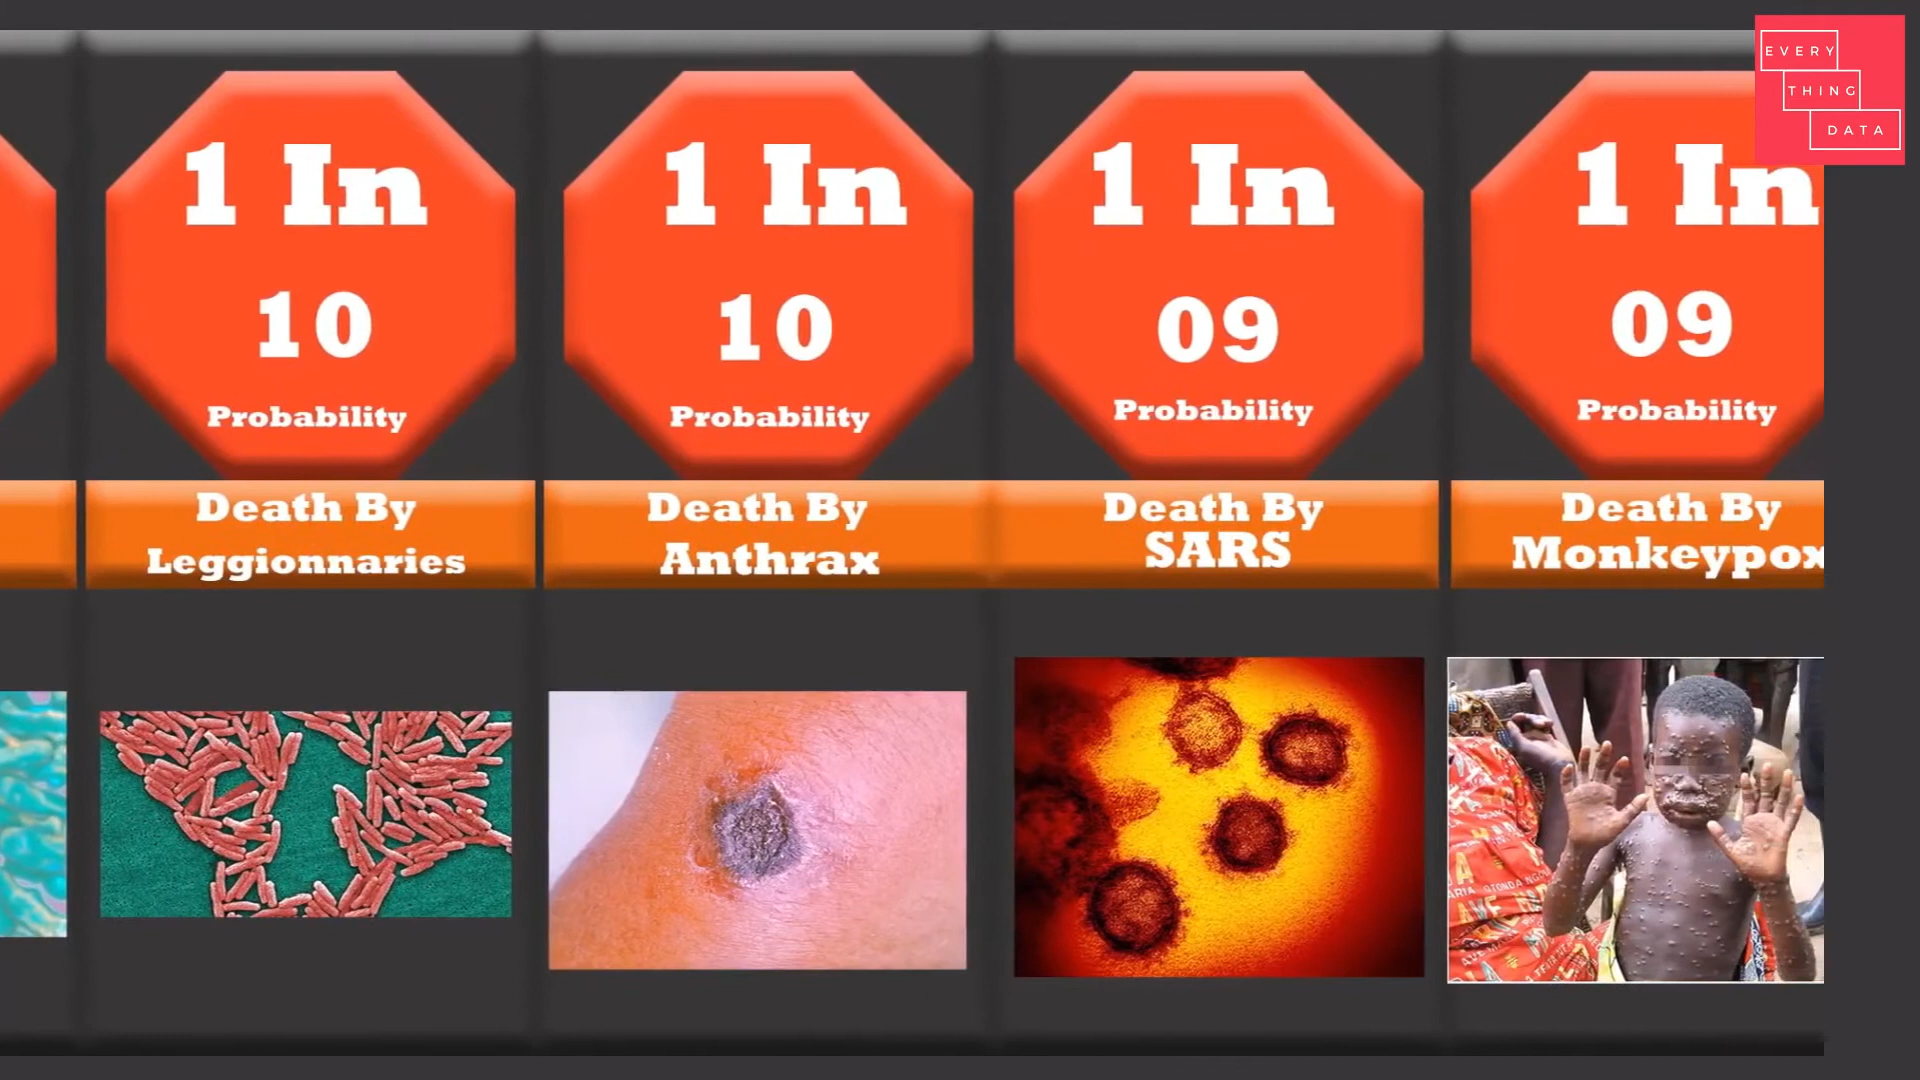 1 In
10
Probability
Death By
Leggionnaries
1 In
10
Probability
Death By
Anthrax
1 In
09
Probability
Death By
SARS
1 In
09
Probability
Death By
Monkeypox
EVERY
THING
DATA